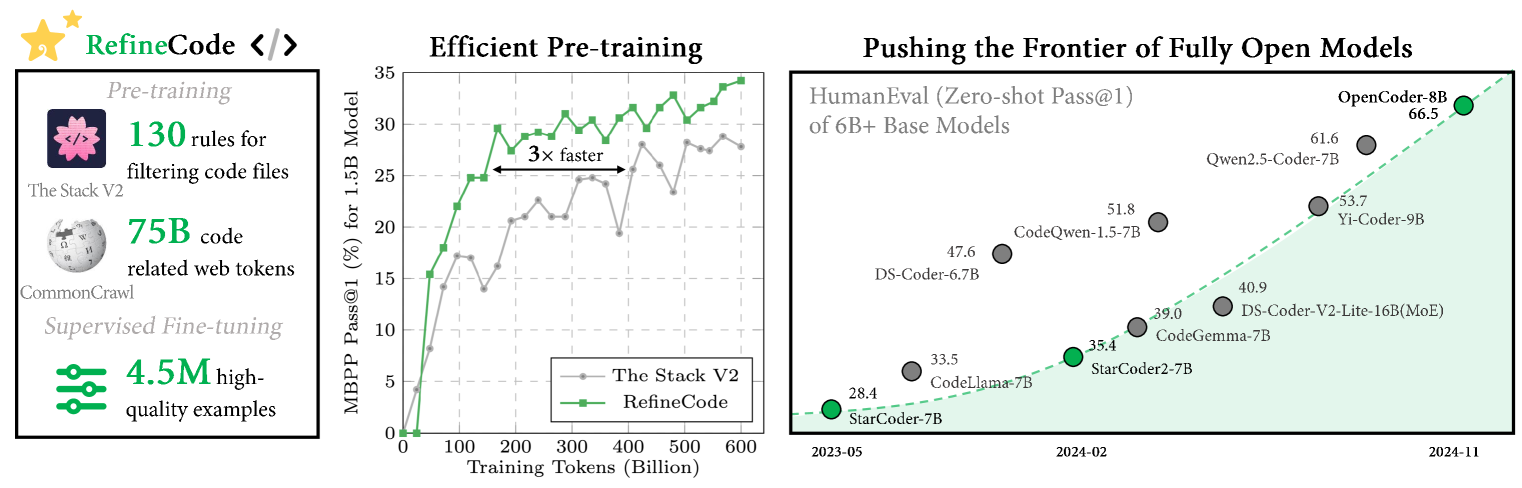 RefineCode </>
Pre-training
</>
130 rules for
filtering code files
The Stack V2
75B code
related web tokens
CommonCrawl
Supervised Fine-tuning
4.5M high-
quality examples
Efficient Pre-training
MBPP Pass@1 (%) for 1.5B Model
35
30
25
20
15
10
5
0
3× faster
The Stack V2
RefineCode
0 100 200 300 400 500 600
Training Tokens (Billion)
Pushing the Frontier of Fully Open Models
HumanEval (Zero-shot Pass@1)
of 6B+ Base Models
OpenCoder-8B
66.5
61.6
Qwen2.5-Coder-7B
53.7
Yi-Coder-9B
51.8
CodeQwen-1.5-7B
47.6
DS-Coder-6.7B
40.9
DS-Coder-V2-Lite-16B(MoE)
39.0
CodeGemma-7B
35.4
StarCoder2-7B
33.5
CodeLlama-7B
28.4
StarCoder-7B
2023-05 2024-02 2024-11